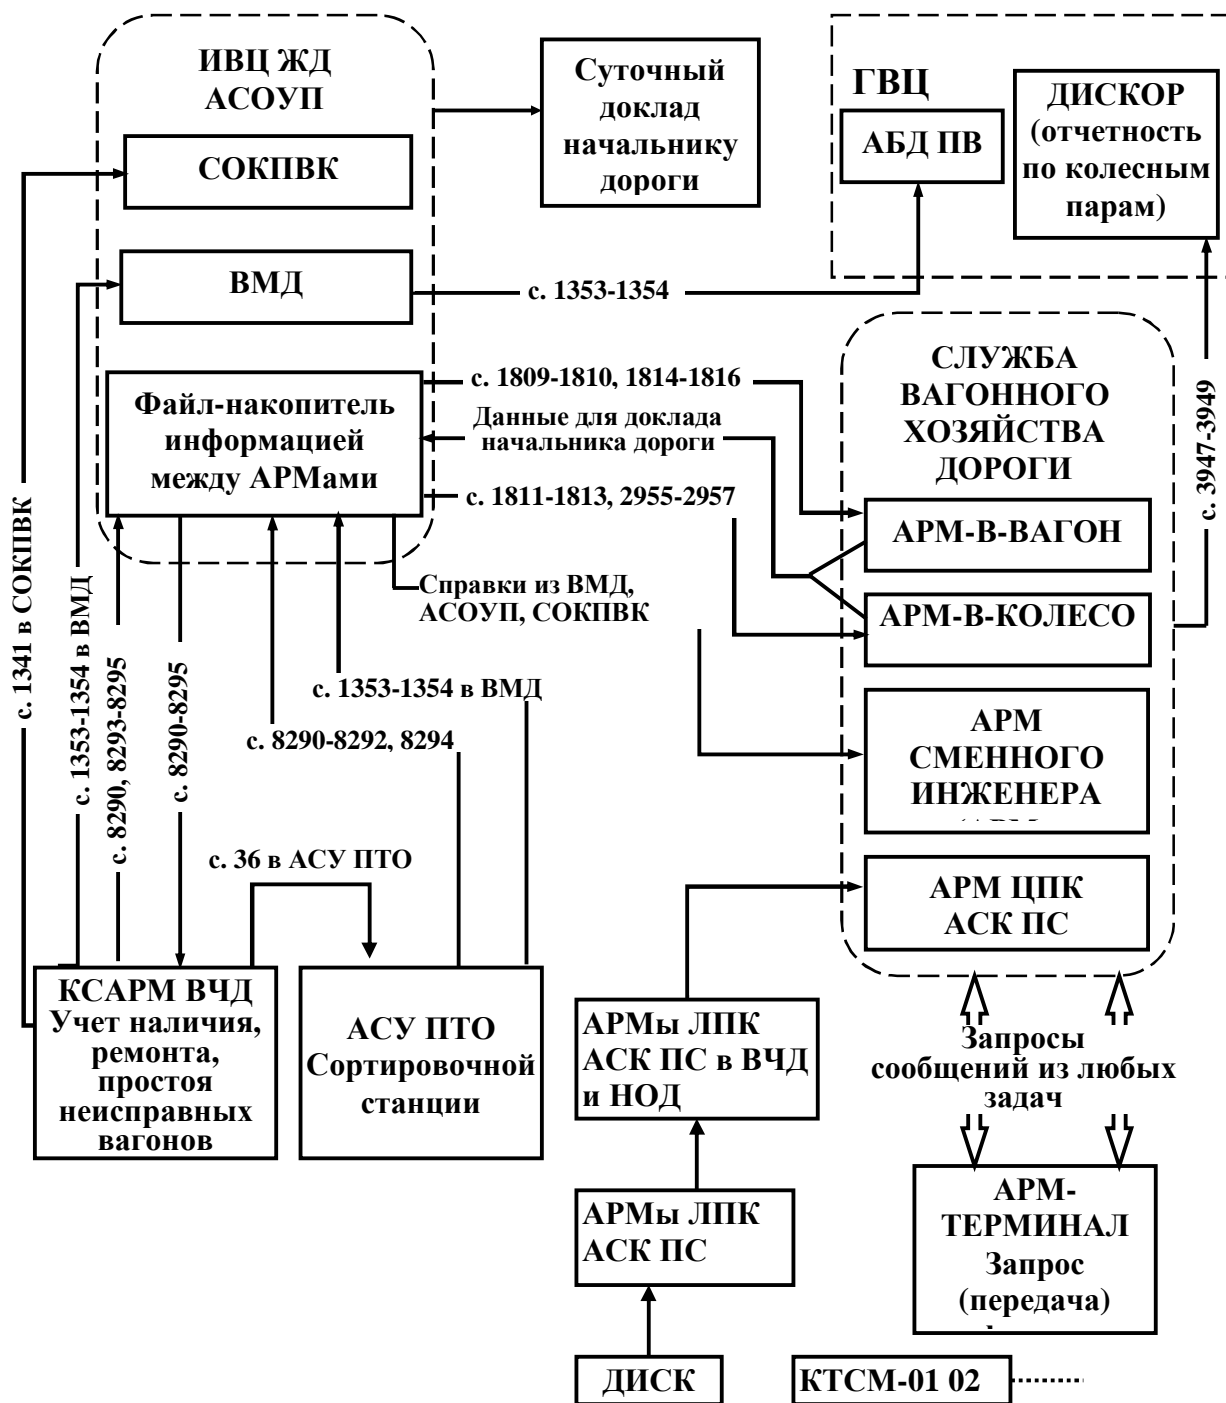 ИВЦ ЖД
АСОУП
СОКПВК
ВМД
Файл-накопитель
информацией
между АРМами
Суточный
доклад
начальнику
дороги
ГВЦ
АБД ПВ
ДИСКОР
(отчетность
по колесным
парам)
с. 1353-1354
с. 1809-1810, 1814-1816
Данные для доклада
начальника дороги
с. 1811-1813, 2955-2957
СЛУЖБА
ВАГОННОГО
ХОЗЯЙСТВА
ДОРОГИ
АРМ-В-ВАГОН
АРМ-В-КОЛЕСО
АРМ
СМЕННОГО
ИНЖЕНЕРА
АРМ ЦПК
АСК ПС
с. 3947-3949
Справки из ВМД,
АСОУП, СОКПВК
с. 1341 в СОКПВК
с. 1353-1354 в ВМД
с. 8290, 8293-8295
с. 8290-8295
с. 1353-1354 в ВМД
с. 8290-8292, 8294
с. 36 в АСУ ПТО
КСАРМ ВЧД
Учет наличия,
ремонта,
простоя
неисправных
вагонов
АСУ ПТО
Сортировочной
станции
АРМы ЛПК
АСК ПС в ВЧД
и НОД
АРМы ЛПК
АСК ПС
ДИСК
Запросы
сообщений из любых
задач
АРМ-
ТЕРМИНАЛ
Запрос
(передача)
КТСМ-01 02